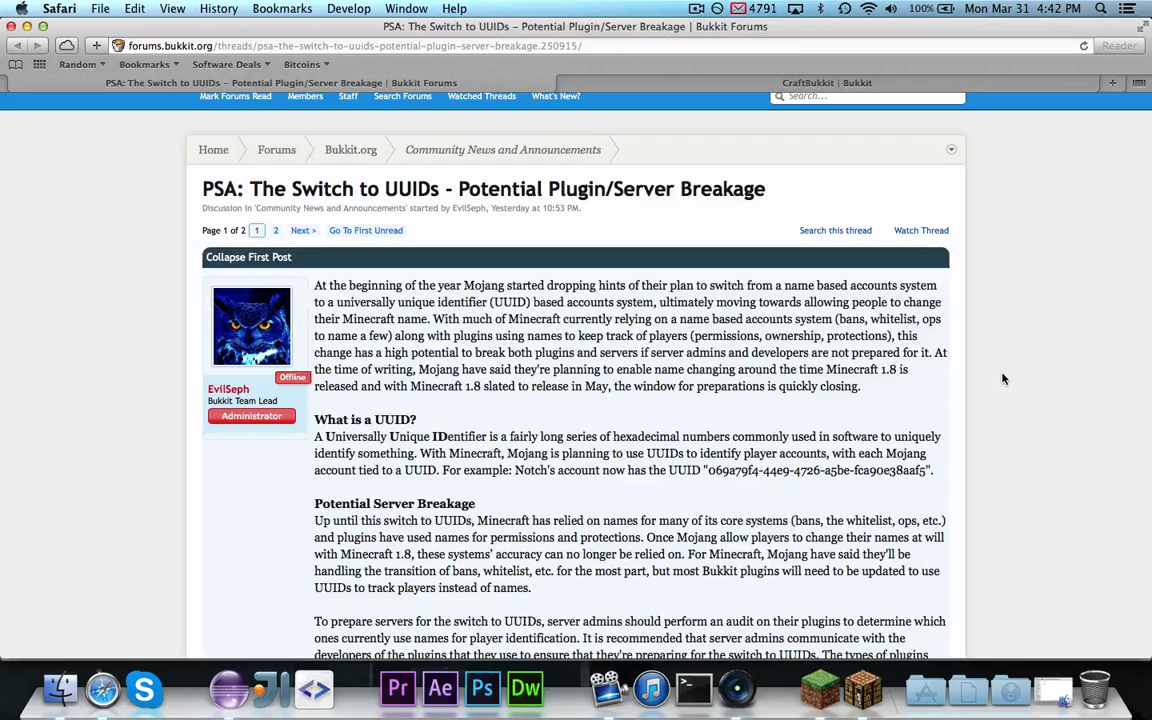 Safari File Edit View History Bookmarks Develop Window Help 4791 100% Mon Mar 31 4:42 PM
PSA: The Switch to UUIDs - Potential Plugin/Server Breakage | Bukkit Forums
forums.bukkit.org/threads/psa-the-switch-to-uuids-potential-plugin-server-breakage.250915/ Reader
Random Bookmarks Software Deals Bitcoins
PSA: The Switch to UUIDs - Potential Plugin/Server Breakage | Bukkit Forums CraftBukkit | Bukkit
Mark Forums Read Members Staff Search Forums Watched Threads What's New? Search...
Home Forums Bukkit.org Community News and Announcements
PSA: The Switch to UUIDs - Potential Plugin/Server Breakage
Discussion in 'Community News and Announcements' started by EvilSeph, Yesterday at 10:53 PM.
Page 1 of 2 1 2 Next > Go To First Unread Search this thread Watch Thread
Collapse First Post
Offline
EvilSeph
Bukkit Team Lead
Administrator
At the beginning of the year Mojang started dropping hints of their plan to switch from a name based accounts system
to a universally unique identifier (UUID) based accounts system, ultimately moving towards allowing people to change
their Minecraft name. With much of Minecraft currently relying on a name based accounts system (bans, whitelist, ops
to name a few) along with plugins using names to keep track of players (permissions, ownership, protections), this
change has a high potential to break both plugins and servers if server admins and developers are not prepared for it. At
the time of writing, Mojang have said they're planning to enable name changing around the time Minecraft 1.8 is
released and with Minecraft 1.8 slated to release in May, the window for preparations is quickly closing.
What is a UUID?
A Universally Unique IDentifier is a fairly long series of hexadecimal numbers commonly used in software to uniquely
identify something. With Minecraft, Mojang is planning to use UUIDs to identify player accounts, with each Mojang
account tied to a UUID. For example: Notch's account now has the UUID "069a79f4-44e9-4726-a5be-fca90e38aaf5".
Potential Server Breakage
Up until this switch to UUIDs, Minecraft has relied on names for many of its core systems (bans, the whitelist, ops, etc.)
and plugins have used names for permissions and protections. Once Mojang allow players to change their names at will
with Minecraft 1.8, these systems' accuracy can no longer be relied on. For Minecraft, Mojang have said they'll be
handling the transition of bans, whitelist, etc. for the most part, but most Bukkit plugins will need to be updated to use
UUIDs to track players instead of names.
To prepare servers for the switch to UUIDs, server admins should perform an audit on their plugins to determine which
ones currently use names for player identification. It is recommended that server admins communicate with the
developers of the plugins that they use to ensure that they're preparing for the switch to UUIDs. The types of plugins
Pr Ae Ps Dw